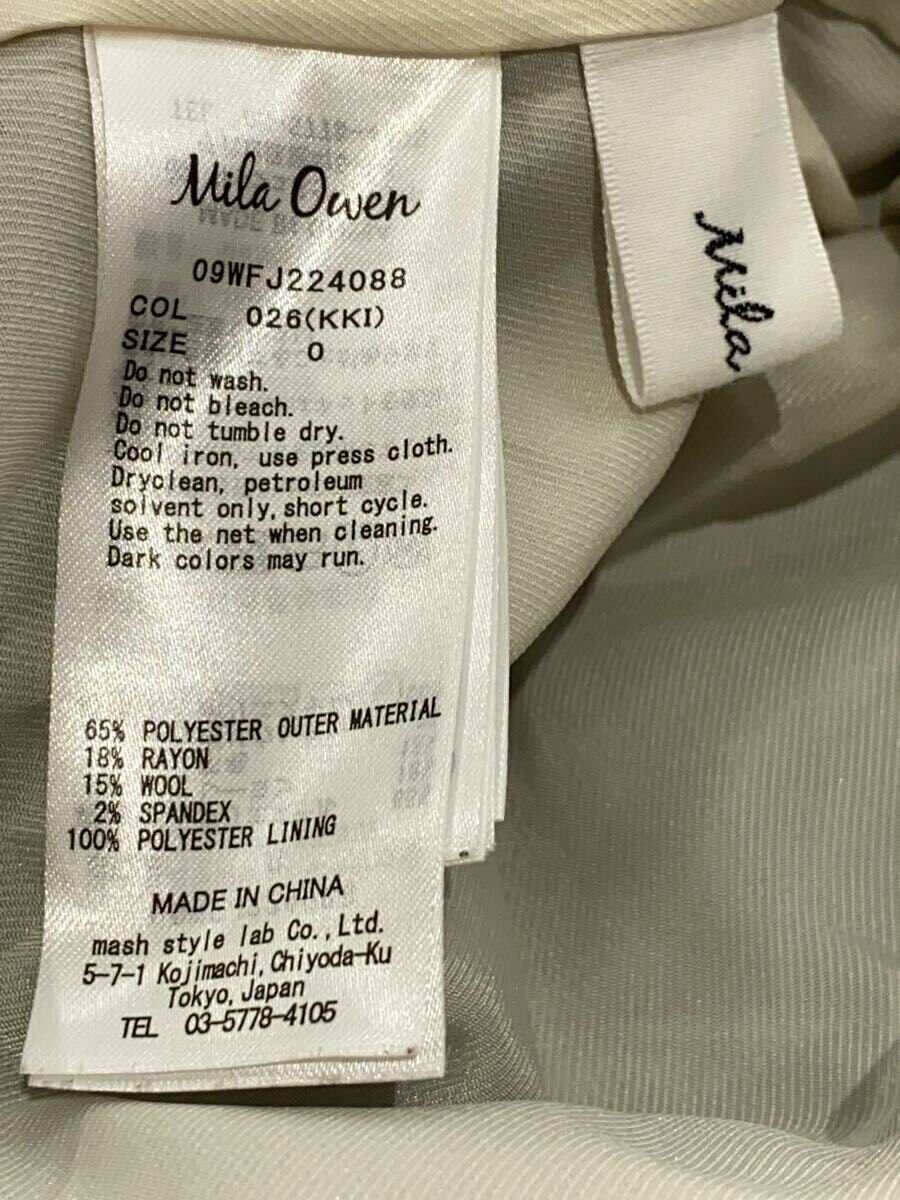 Mila Owen
09WFJ224088
COL 026(KKI)
SIZE 0
Do not wash.
Do not bleach.
Do not tumble dry.
Cool iron, use press cloth.
Dryclean, petroleum
solvent only, short cycle.
Use the net when cleaning.
Dark colors may run.
65% POLYESTER OUTER MATERIAL
18% RAYON
15% WOOL
2% SPANDEX
100% POLYESTER LINING
MADE IN CHINA
mash style lab Co.,Ltd.
5-7-1 Kojimachi, Chiyoda-Ku
Tokyo, Japan
TEL 03-5778-4105
Mila